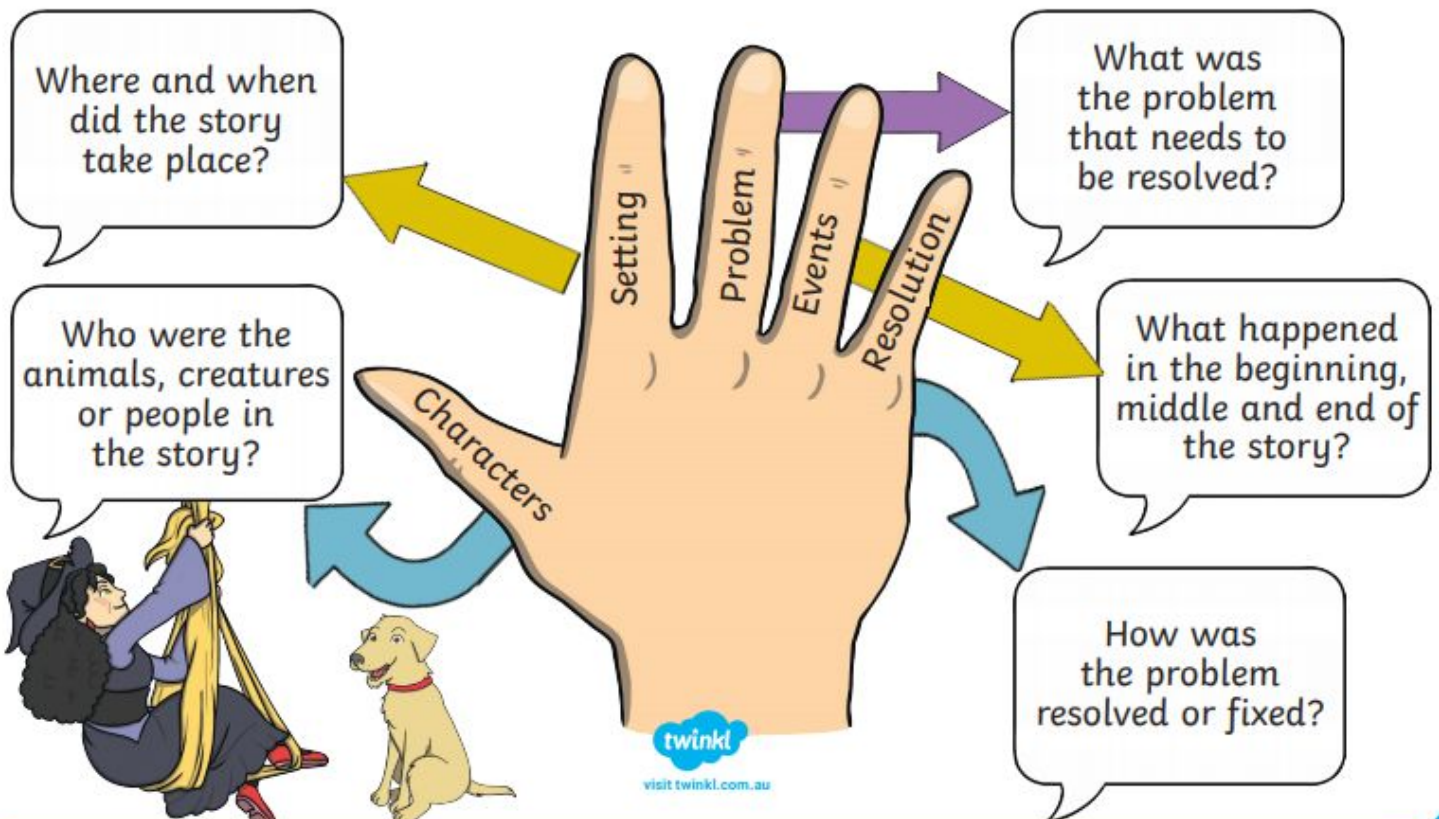 Where and when
did the story
take place?
Who were the
animals, creatures
or people in
the story?
Characters
Setting
Problem
Events
Resolution
What was
the problem
that needs to
be resolved?
What happened
in the beginning,
middle and end of
the story?
How was
the problem
resolved or fixed?
twinkl
visit twinkl.com.au